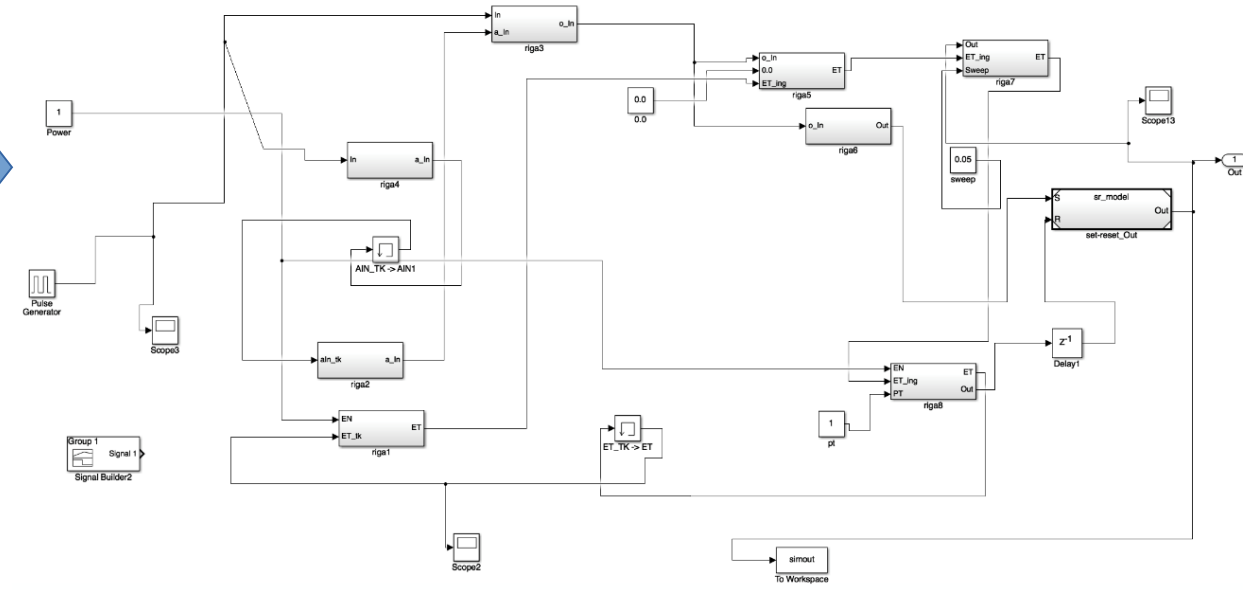 In
a_In
o_In
riga3
1
Power
In
a_In
riga4
0.0
0.0
o_In
0.0
ET_ing
ET
riga5
o_In
Out
riga6
Out
ET_ing
Sweep
ET
riga7
Scope13
0.05
sweep
1
Out
S
R
sr_model
Out
set-reset_Out
AIN_TK -> AIN1
Pulse
Generator
Scope3
aIn_tk
a_In
riga2
EN
ET_tk
ET
riga1
Group 1
Signal 1
Signal Builder2
ET_TK -> ET
1
pt
EN
ET_ing
PT
ET
Out
riga8
Z-1
Delay1
Scope2
simout
To Workspace